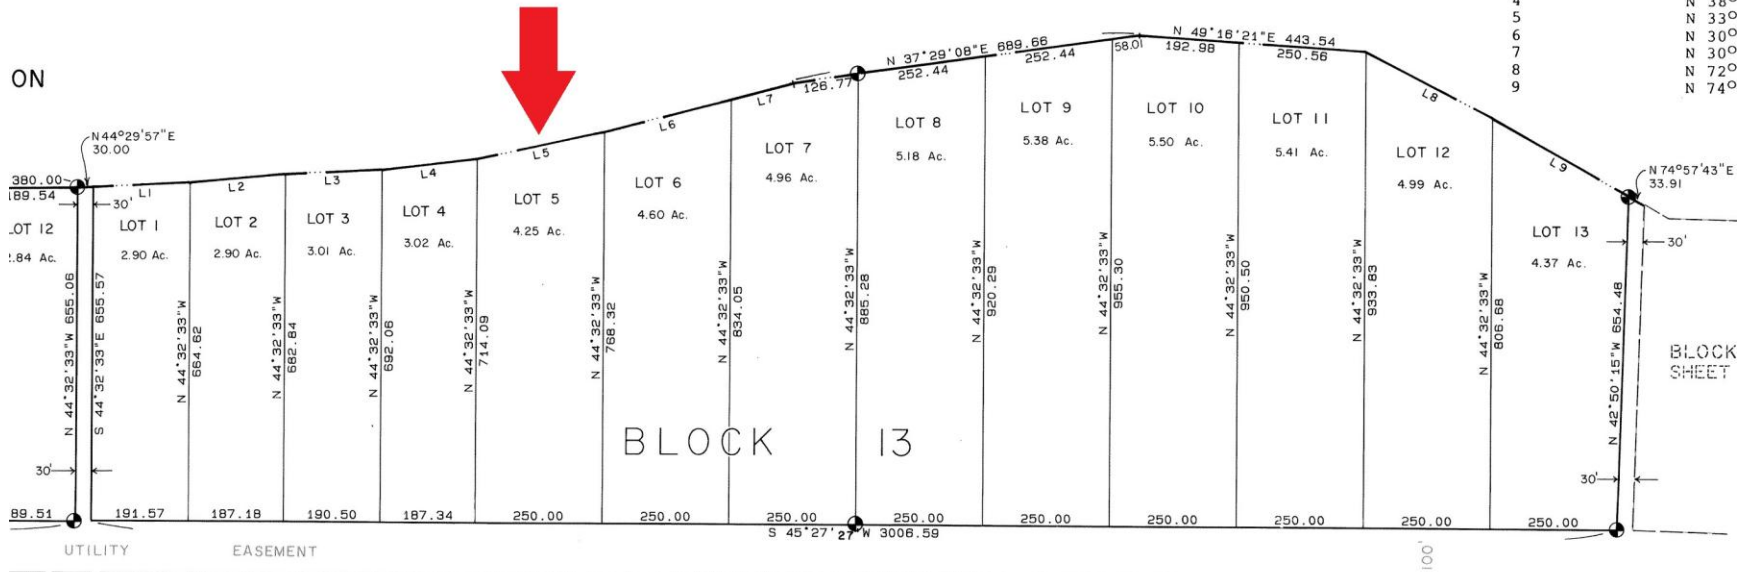 4 N 38°
5 N 33°
6 N 30°
7 N 30°
8 N 72°
9 N 74°
ON
N 37°29'08"E 689.66
N 49°16'21"E 443.54
126.77
252.44
252.44
58.01
192.98
250.56
N44°29'57"E
30.00
380.00
189.54
30'
L1
L2
L3
L4
L5
L6
L7
L8
L9
N74°57'43"E
33.91
30'
LOT 12
LOT 1
LOT 2
LOT 3
LOT 4
LOT 5
LOT 6
LOT 7
LOT 8
LOT 9
LOT 10
LOT 11
LOT 12
LOT 13
.84 Ac.
2.90 Ac.
2.90 Ac.
3.01 Ac.
3.02 Ac.
4.25 Ac.
4.60 Ac.
4.96 Ac.
5.18 Ac.
5.38 Ac.
5.50 Ac.
5.41 Ac.
4.99 Ac.
4.37 Ac.
N 44°32'33"W 655.06
S 44°32'33"E 655.57
N 44°32'33"W
664.62
N 44°32'33"W
682.84
N 44°32'33"W
692.06
N 44°32'33"W
714.09
N 44°32'33"W
768.32
N 44°32'33"W
834.05
N 44°32'33"W
885.28
N 44°32'33"W
920.29
N 44°32'33"W
955.30
N 44°32'33"W
950.50
N 44°32'33"W
933.83
N 44°32'33"W
806.68
N 42°50'15"W 654.48
BLOCK
SHEET
BLOCK 13
30'
30'
89.51
191.57
187.18
190.50
187.34
250.00
250.00
250.00
250.00
250.00
250.00
250.00
250.00
250.00
S 45°27'27"W 3006.59
UTILITY EASEMENT
100'